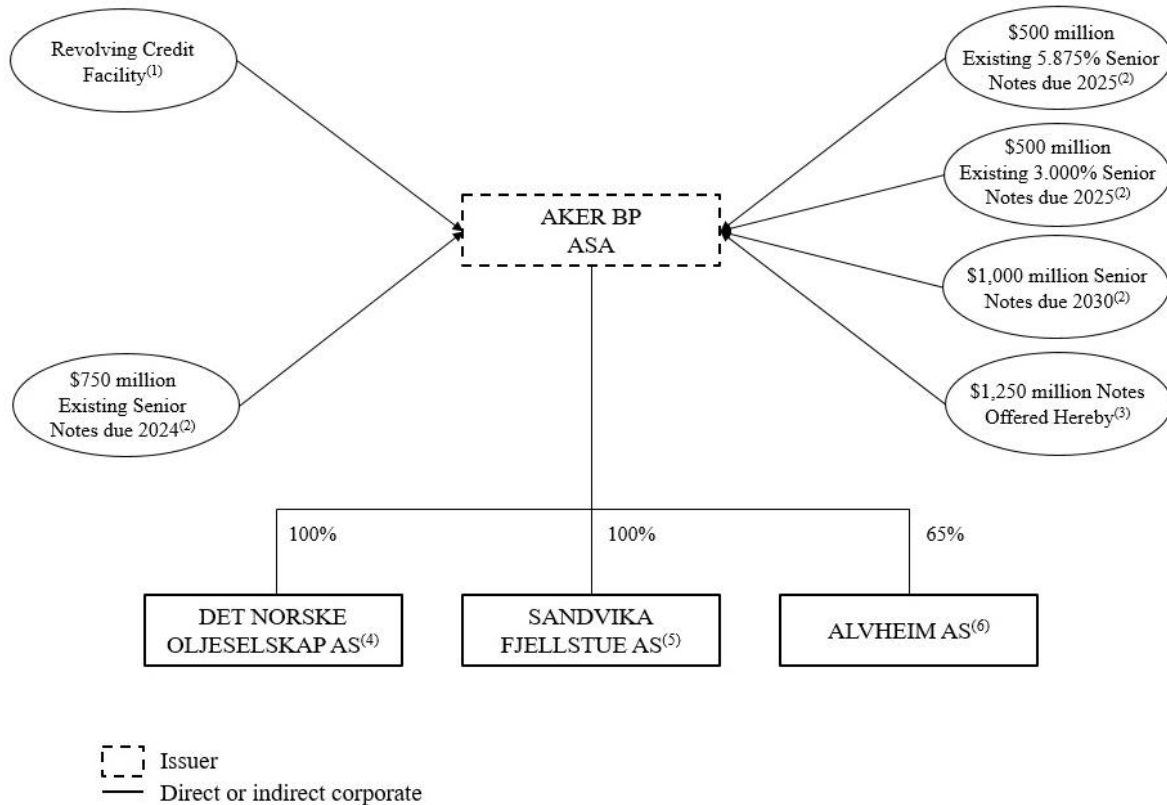 Revolving Credit
Facility(1)
$500 million
Existing 5.875% Senior
Notes due 2025(2)
$500 million
Existing 3.000% Senior
Notes due 2025(2)
AKER BP
ASA
$1,000 million Senior
Notes due 2030(2)
$750 million
Existing Senior
Notes due 2024(2)
$1,250 million Notes
Offered Hereby(3)
100%
100%
65%
DET NORSKE
OLJESELSKAP AS(4)
SANDVIKA
FJELLSTUE AS(5)
ALVHEIM AS(6)
Issuer
Direct or indirect corporate